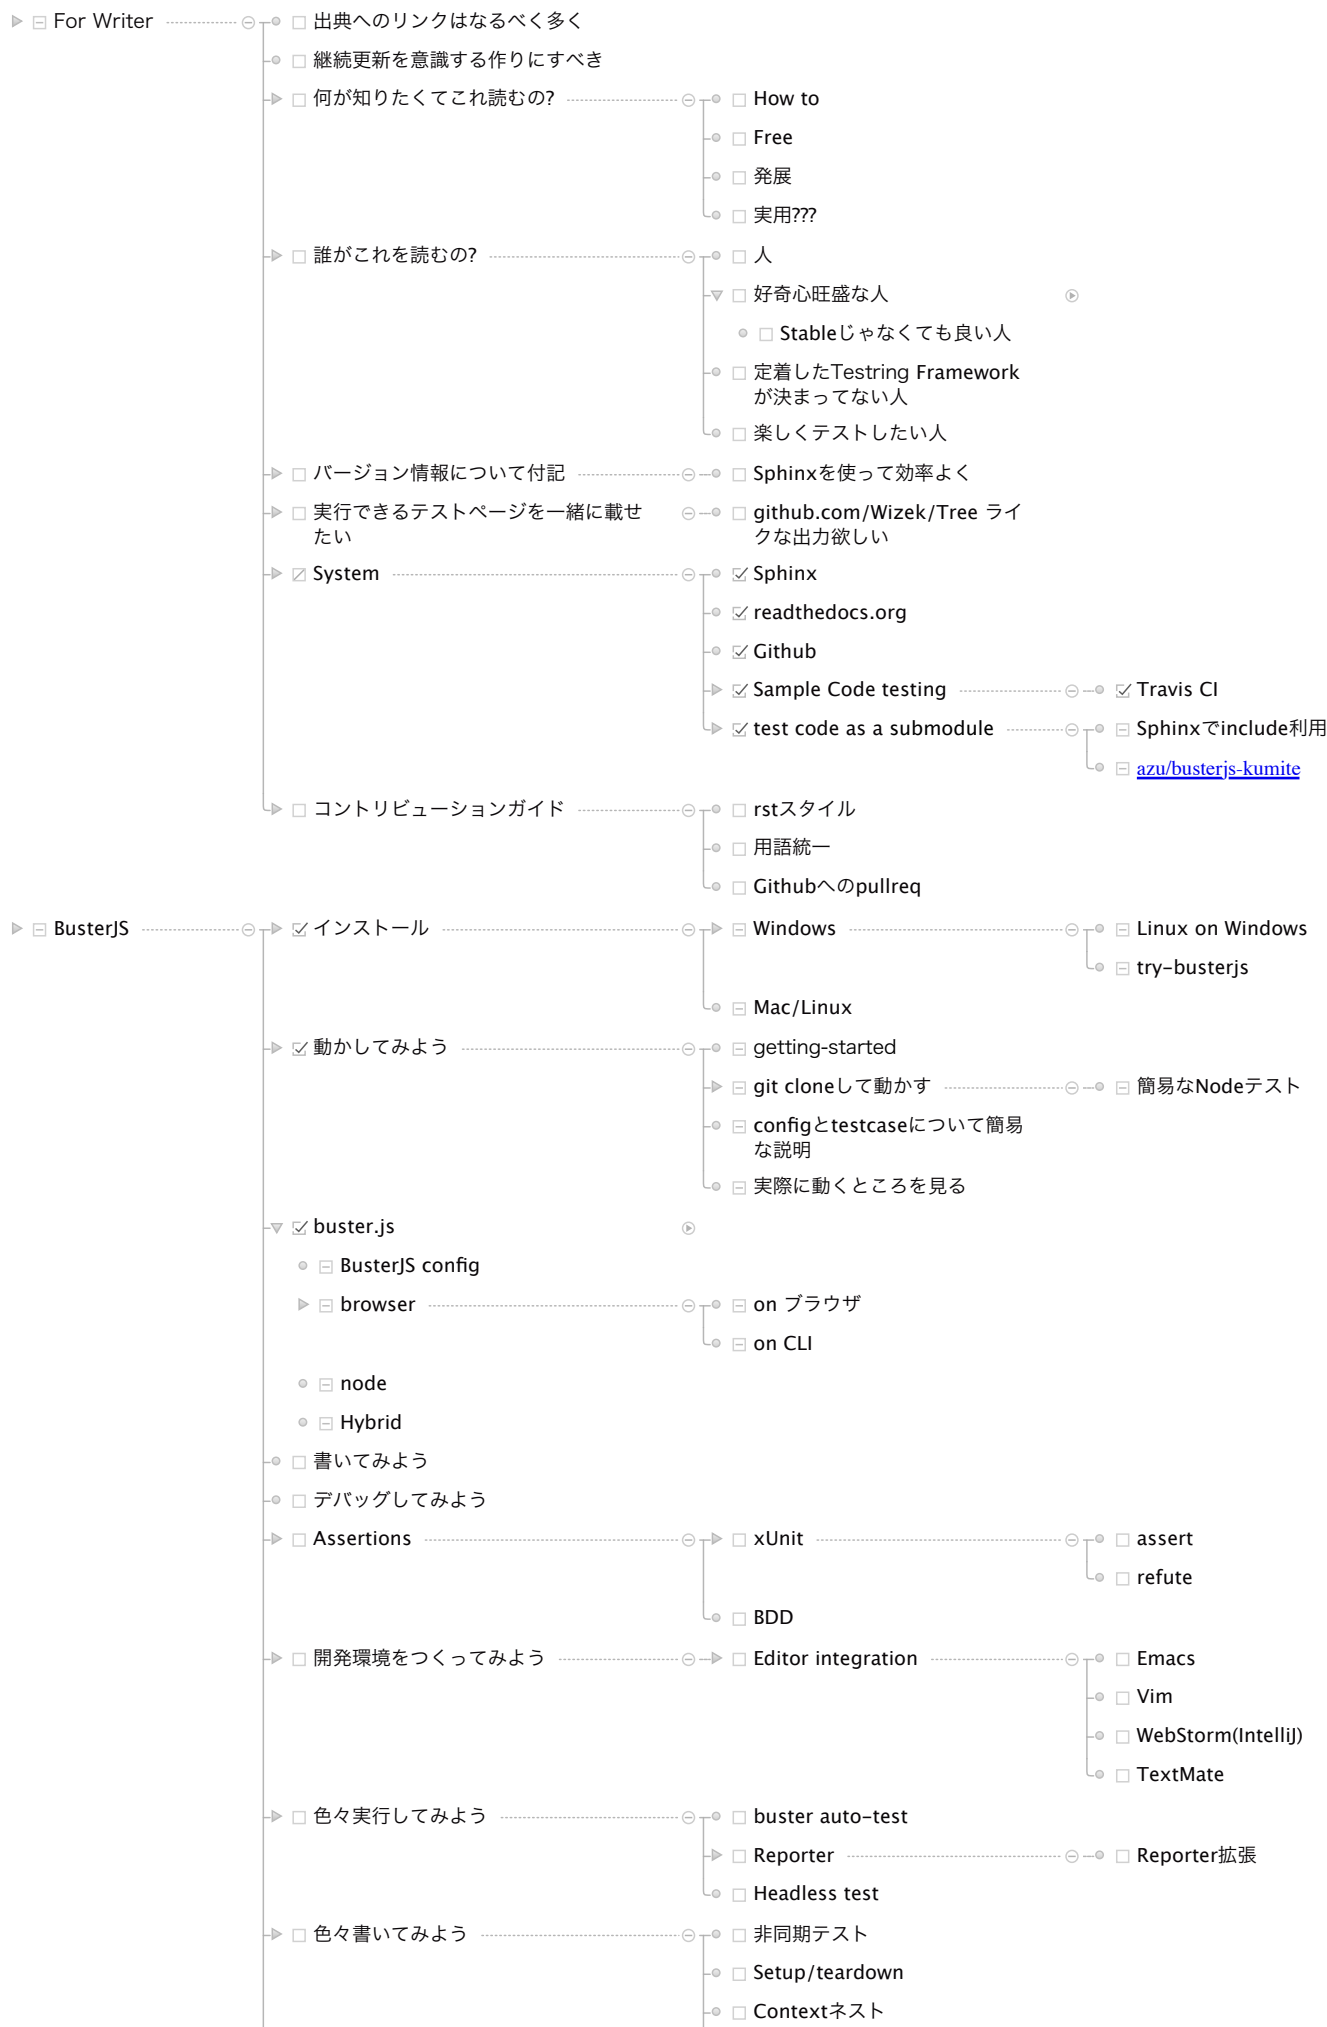 For Writer
出典へのリンクはなるべく多く
継続更新を意識する作りにすべき
何が知りたくてこれ読むの?
How to
Free
発展
実用???
誰がこれを読むの?
人
好奇心旺盛な人
Stableじゃなくても良い人
定着したTestring Framework
が決まってない人
楽しくテストしたい人
バージョン情報について付記
Sphinxを使って効率よく
実行できるテストページを一緒に載せ
たい
github.com/Wizek/Tree ライ
クな出力欲しい
System
Sphinx
readthedocs.org
Github
Sample Code testing
Travis CI
test code as a submodule
Sphinxでinclude利用
azu/busterjs-kumite
コントリビューションガイド
rstスタイル
用語統一
Githubへのpullreq
BusterJS
インストール
Windows
Linux on Windows
try-busterjs
Mac/Linux
動かしてみよう
getting-started
git cloneして動かす
簡易なNodeテスト
configとtestcaseについて簡易
な説明
実際に動くところを見る
buster.js
BusterJS config
browser
on ブラウザ
on CLI
node
Hybrid
書いてみよう
デバッグしてみよう
Assertions
xUnit
assert
refute
BDD
開発環境をつくってみよう
Editor integration
Emacs
Vim
WebStorm(IntelliJ)
TextMate
色々実行してみよう
buster auto-test
Reporter
Reporter拡張
Headless test
色々書いてみよう
非同期テスト
Setup/teardown
Contextネスト